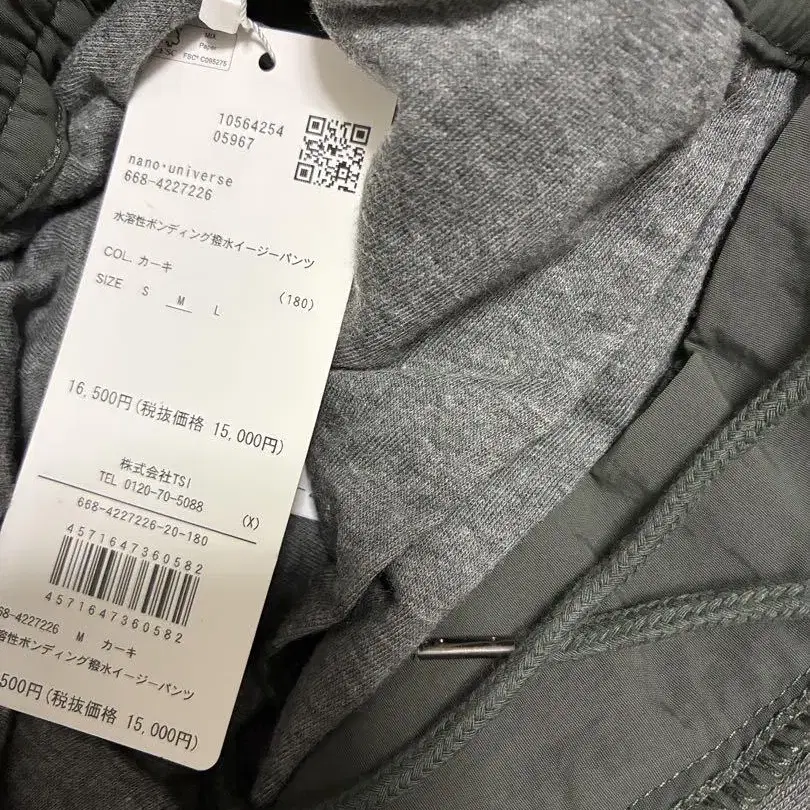 MIX
Paper
FSC® C095275
10564254
05967
nano・universe
668-4227226
水溶性ボンディング撥水イージーパンツ
COL. カーキ (180)
SIZE S M L
16,500円(税抜価格 15,000円)
株式会社TSI
TEL 0120-70-5088
(X)
668-4227226-20-180
4571647360582
4571647360582
68-4227226 M カーキ
溶性ボンディング撥水イージーパンツ
500円(税抜価格 15,000円)